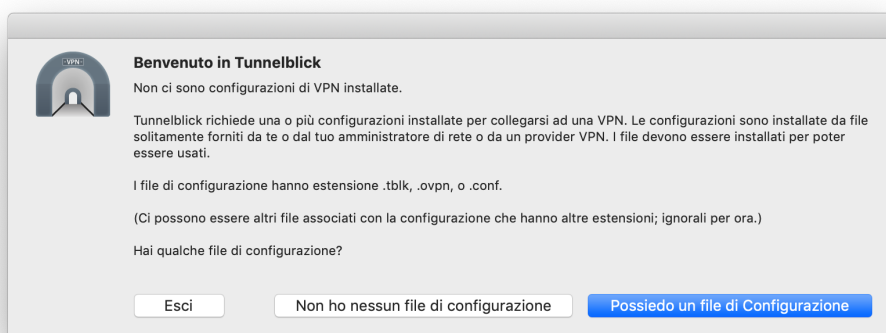 VPN
Benvenuto in Tunnelblick
Non ci sono configurazioni di VPN installate.
Tunnelblick richiede una o più configurazioni installate per collegarsi ad una VPN. Le configurazioni sono installate da file
solitamente forniti da te o dal tuo amministratore di rete o da un provider VPN. I file devono essere installati per poter
essere usati.
I file di configurazione hanno estensione .tblk, .ovpn, o .conf.
(Ci possono essere altri file associati con la configurazione che hanno altre estensioni; ignorali per ora.)
Hai qualche file di configurazione?
Esci
Non ho nessun file di configurazione
Possiedo un file di Configurazione